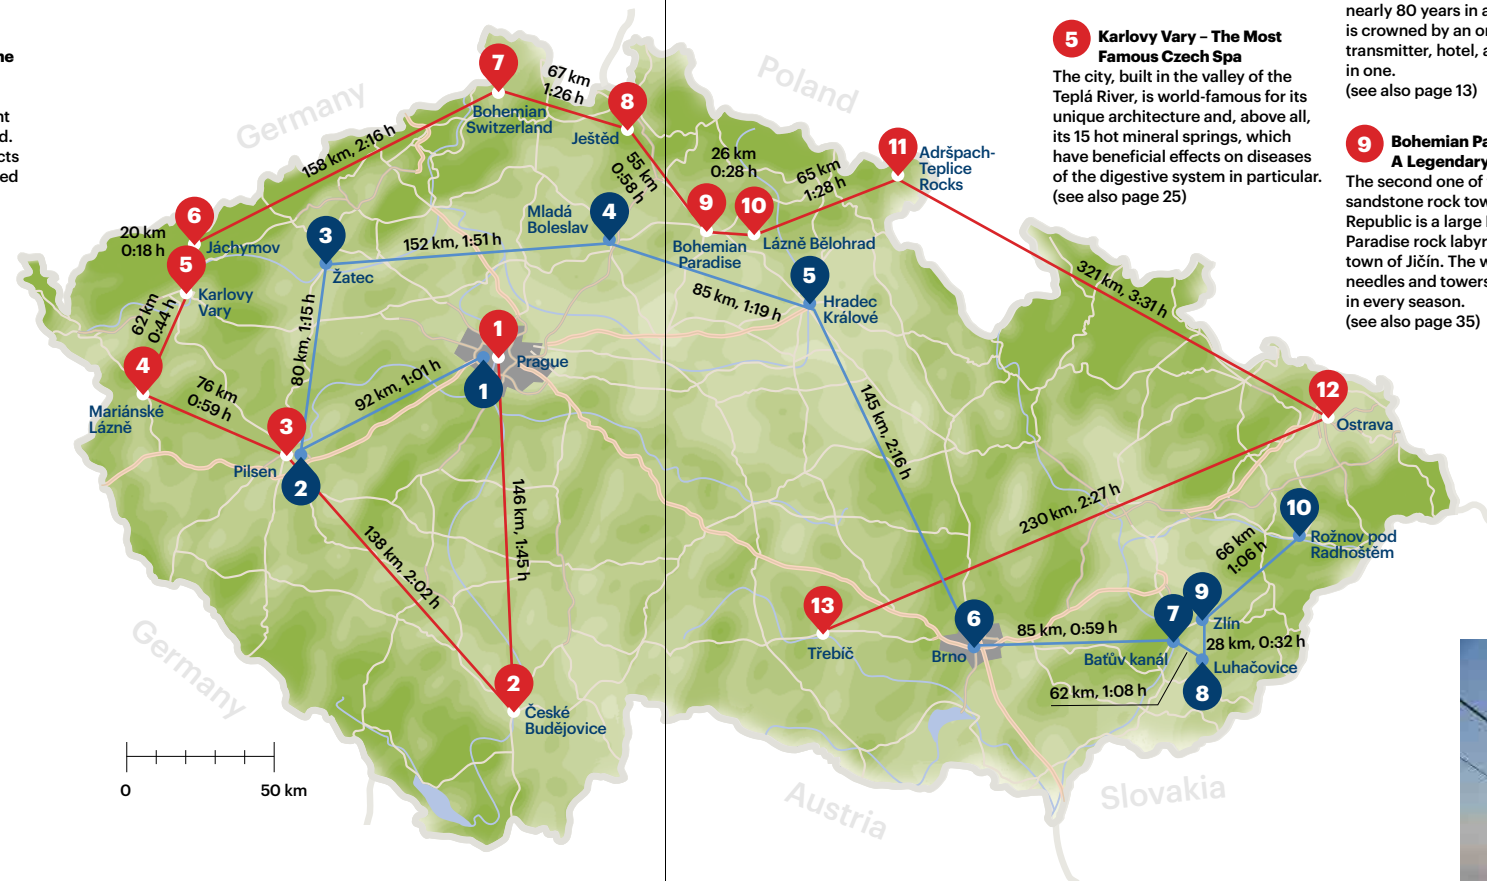 ne
nt
d.
cts
ed
Germany
Poland
Germany
Austria
Slovakia
7
67 km
1:26 h
8
Bohemian
Switzerland
Ještěd
158 km, 2:16 h
55 km
0:58 h
26 km
0:28 h
65 km
1:28 h
11
Adršpach-
Teplice
Rocks
6
20 km
0:18 h
Jáchymov
5
Karlovy
Vary
62 km
0:44 h
3
Žatec
152 km, 1:51 h
Mladá
Boleslav
4
9
10
Bohemian
Paradise
Lázně Bělohrad
85 km, 1:19 h
5
Hradec
Králové
321 km, 3:31 h
80 km, 1:15 h
1
Prague
1
92 km, 1:01 h
4
Mariánské
Lázně
76 km
0:59 h
3
Pilsen
2
146 km, 1:45 h
138 km, 2:02 h
145 km, 2:16 h
12
Ostrava
230 km, 2:27 h
10
Rožnov pod
Radhoštěm
66 km
1:06 h
13
Třebíč
6
Brno
85 km, 0:59 h
7
Baťův kanál
9
Zlín
28 km, 0:32 h
Luhačovice
8
62 km, 1:08 h
2
České
Budějovice
0
50 km
5
Karlovy Vary – The Most
Famous Czech Spa
The city, built in the valley of the
Teplá River, is world-famous for its
unique architecture and, above all,
its 15 hot mineral springs, which
have beneficial effects on diseases
of the digestive system in particular.
(see also page 25)
nearly 80 years in a
is crowned by an o
transmitter, hotel, a
in one.
(see also page 13)
9
Bohemian Pa
A Legendary
The second one of
sandstone rock tow
Republic is a large
Paradise rock labyr
town of Jičín. The w
needles and towers
in every season.
(see also page 35)